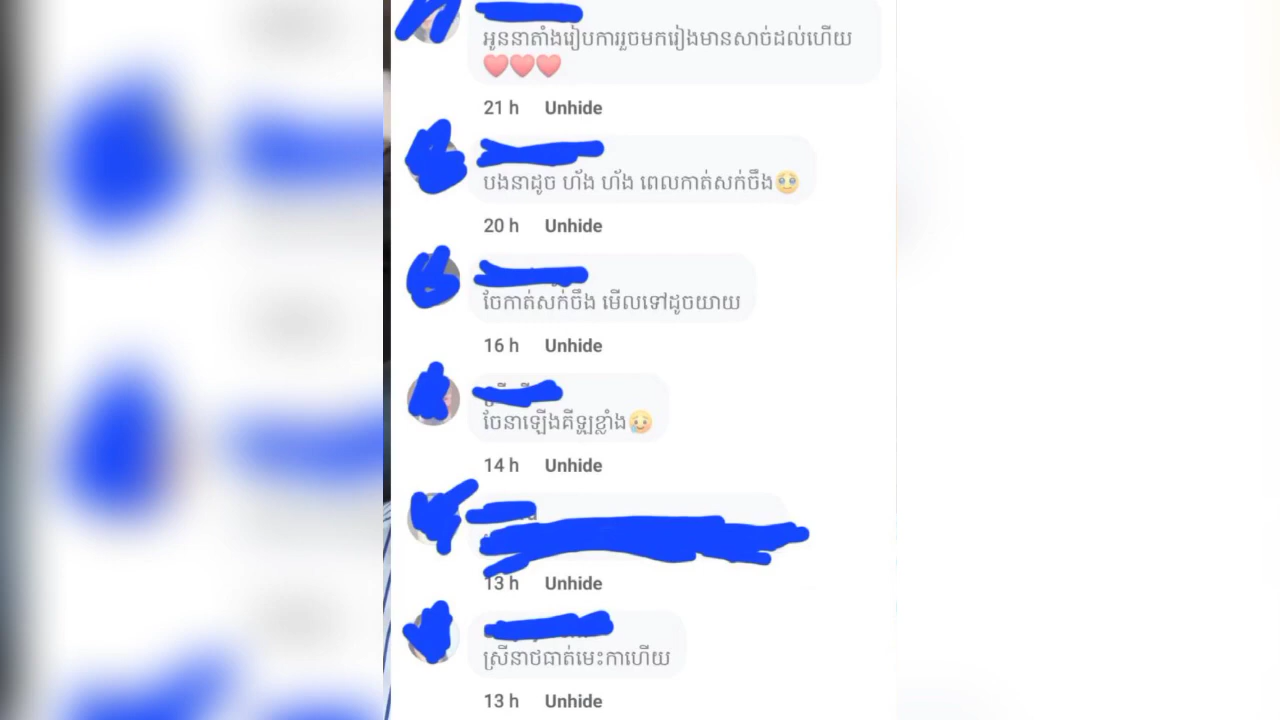 អូននាតាំងរៀបការរួចមករៀងមានសាច់ដល់ហើយ
❤❤❤
21 h Unhide
បងនាដូច ហ័ង ហ័ង ពេលកាត់សក់ចឹង🥹
20 h Unhide
ចែកាត់សក់ចឹង មើលទៅដូចយាយ
16 h Unhide
ចែនាឡើងគីឡូខ្លាំង😥
14 h Unhide
13 h Unhide
ស្រីនាថធាត់មេះកាហើយ
13 h Unhide